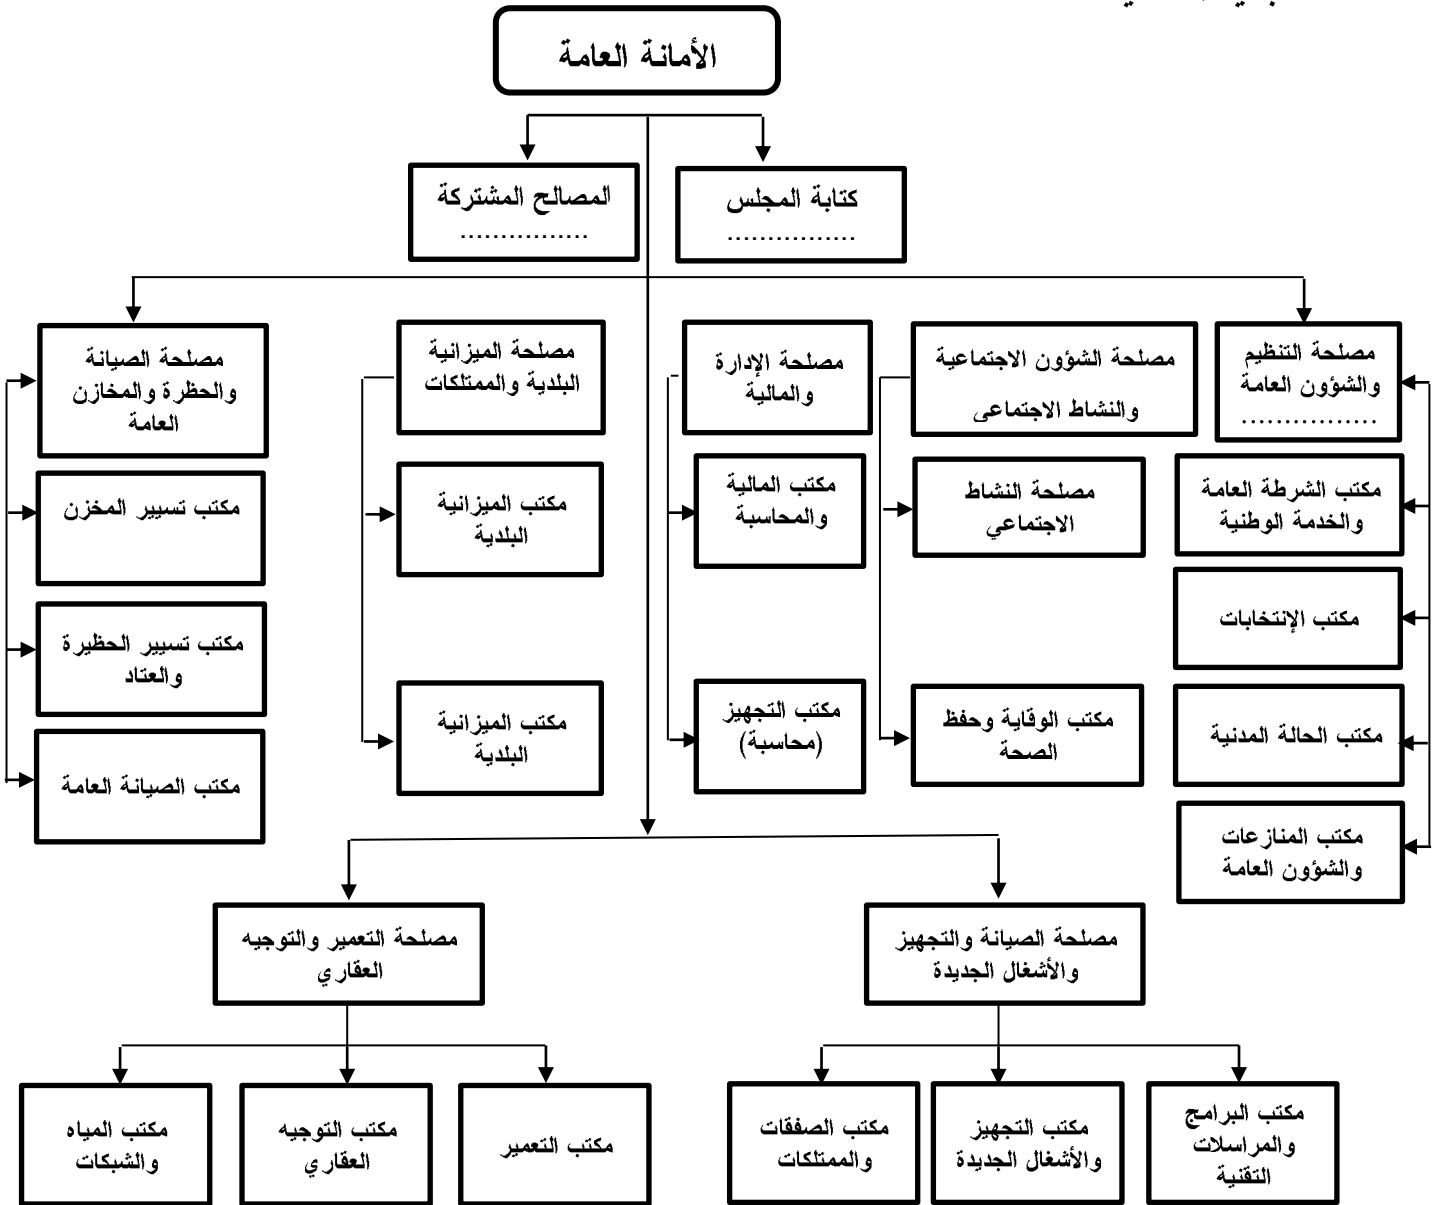 الأمانة العامة
كتابة المجلس
................
المصالح المشتركة
................
مصلحة التنظيم
والشؤون العامة
.................
مصلحة الشؤون الاجتماعية
والنشاط الاجتماعى
مصلحة الإدارة
والمالية
مصلحة الميزانية
البلدية والممتلكات
مصلحة الصيانة
والحظرة والمخازن
العامة
مكتب الشرطة العامة
والخدمة الوطنية
مصلحة النشاط
الاجتماعي
مكتب المالية
والمحاسبة
مكتب الميزانية
البلدية
مكتب تسيير المخزن
مكتب الإنتخابات
مكتب تسيير الحظيرة
والعتاد
مكتب الحالة المدنية
مكتب الوقاية وحفظ
الصحة
مكتب التجهيز
(محاسبة)
مكتب الميزانية
البلدية
مكتب الصيانة العامة
مكتب المنازعات
والشؤون العامة
مصلحة الصيانة والتجهيز
والأشغال الجديدة
مصلحة التعمير والتوجيه
العقاري
مكتب البرامج
والمراسلات
التقنية
مكتب التجهيز
والأشغال الجديدة
مكتب الصفقات
والممتلكات
مكتب التعمير
مكتب التوجيه
العقاري
مكتب المياه
والشبكات